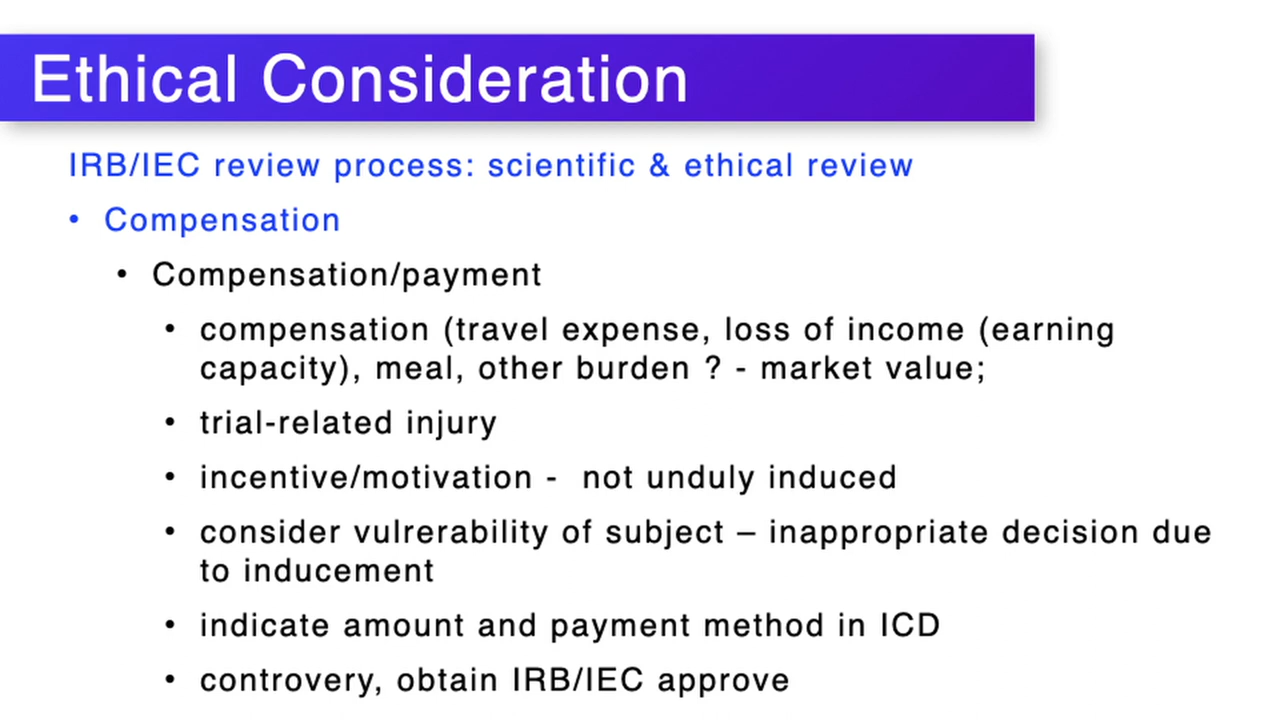 Ethical Consideration
IRB/IEC review process: scientific & ethical review
• Compensation
• Compensation/payment
• compensation (travel expense, loss of income (earning
capacity), meal, other burden ? - market value;
• trial-related injury
• incentive/motivation -  not unduly induced
• consider vulrerability of subject – inappropriate decision due
to inducement
• indicate amount and payment method in ICD
• controvery, obtain IRB/IEC approve